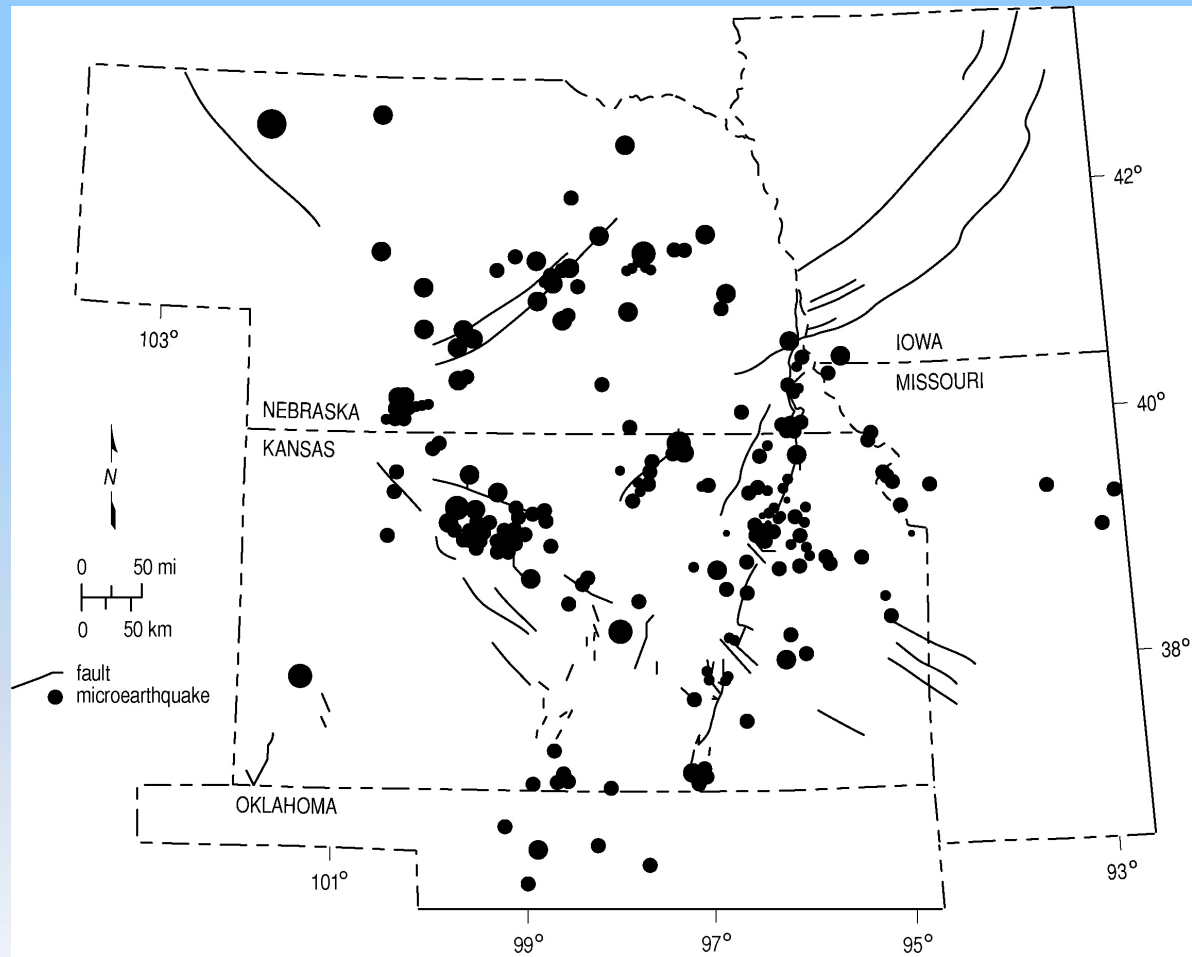 42°
103°
IOWA
MISSOURI
40°
NEBRASKA
KANSAS
N
0 50 mi
0 50 km
38°
fault
microearthquake
OKLAHOMA
101°
93°
99°
97°
95°